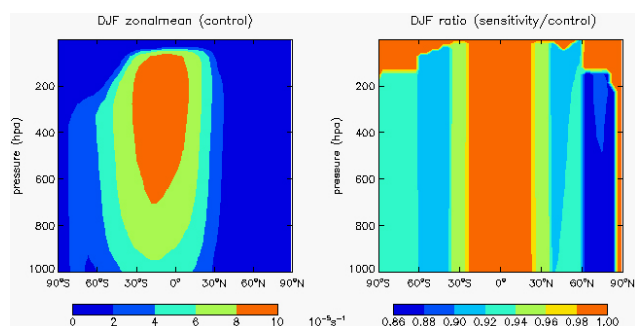 DJF zonalmean (control)
DJF ratio (sensitivity/control)
pressure (hpa)
200
400
600
800
1000
90°S 60°S 30°S 0° 30°N 60°N 90°N
0 2 4 6 8 10 10⁻⁵s⁻¹
pressure (hpa)
200
400
600
800
1000
90°S 60°S 30°S 0° 30°N 60°N 90°N
0.86 0.88 0.90 0.92 0.94 0.96 0.98 1.00